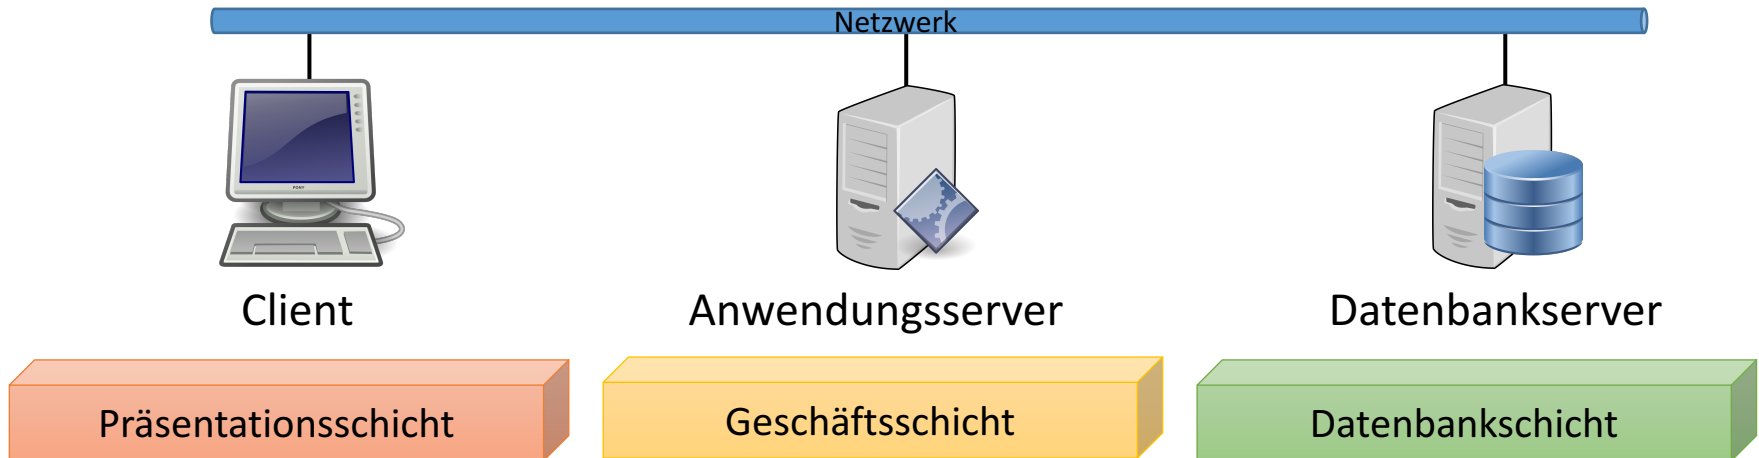 Netzwerk
Client
Anwendungsserver
Datenbankserver
Präsentationsschicht
Geschäftsschicht
Datenbankschicht